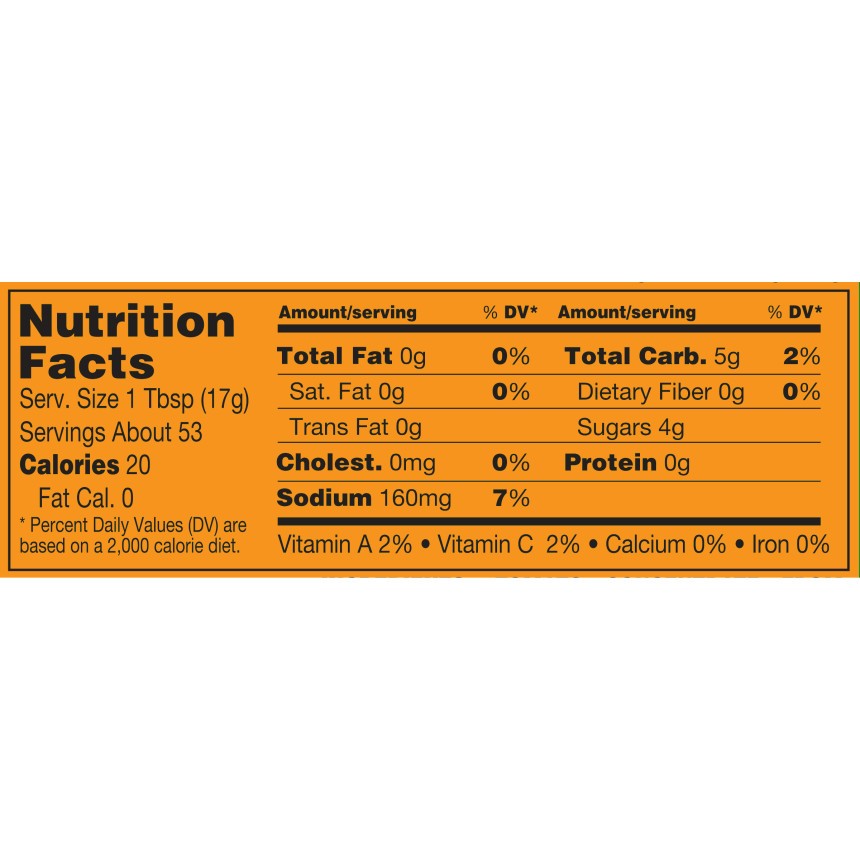 Nutrition
Facts
Serv. Size 1 Tbsp (17g)
Servings About 53
Calories 20
Fat Cal. 0
* Percent Daily Values (DV) are
based on a 2,000 calorie diet.
Amount/serving % DV* Amount/serving % DV*
Total Fat 0g 0% Total Carb. 5g 2%
Sat. Fat 0g 0% Dietary Fiber 0g 0%
Trans Fat 0g Sugars 4g
Cholest. 0mg 0% Protein 0g
Sodium 160mg 7%
Vitamin A 2% • Vitamin C 2% • Calcium 0% • Iron 0%